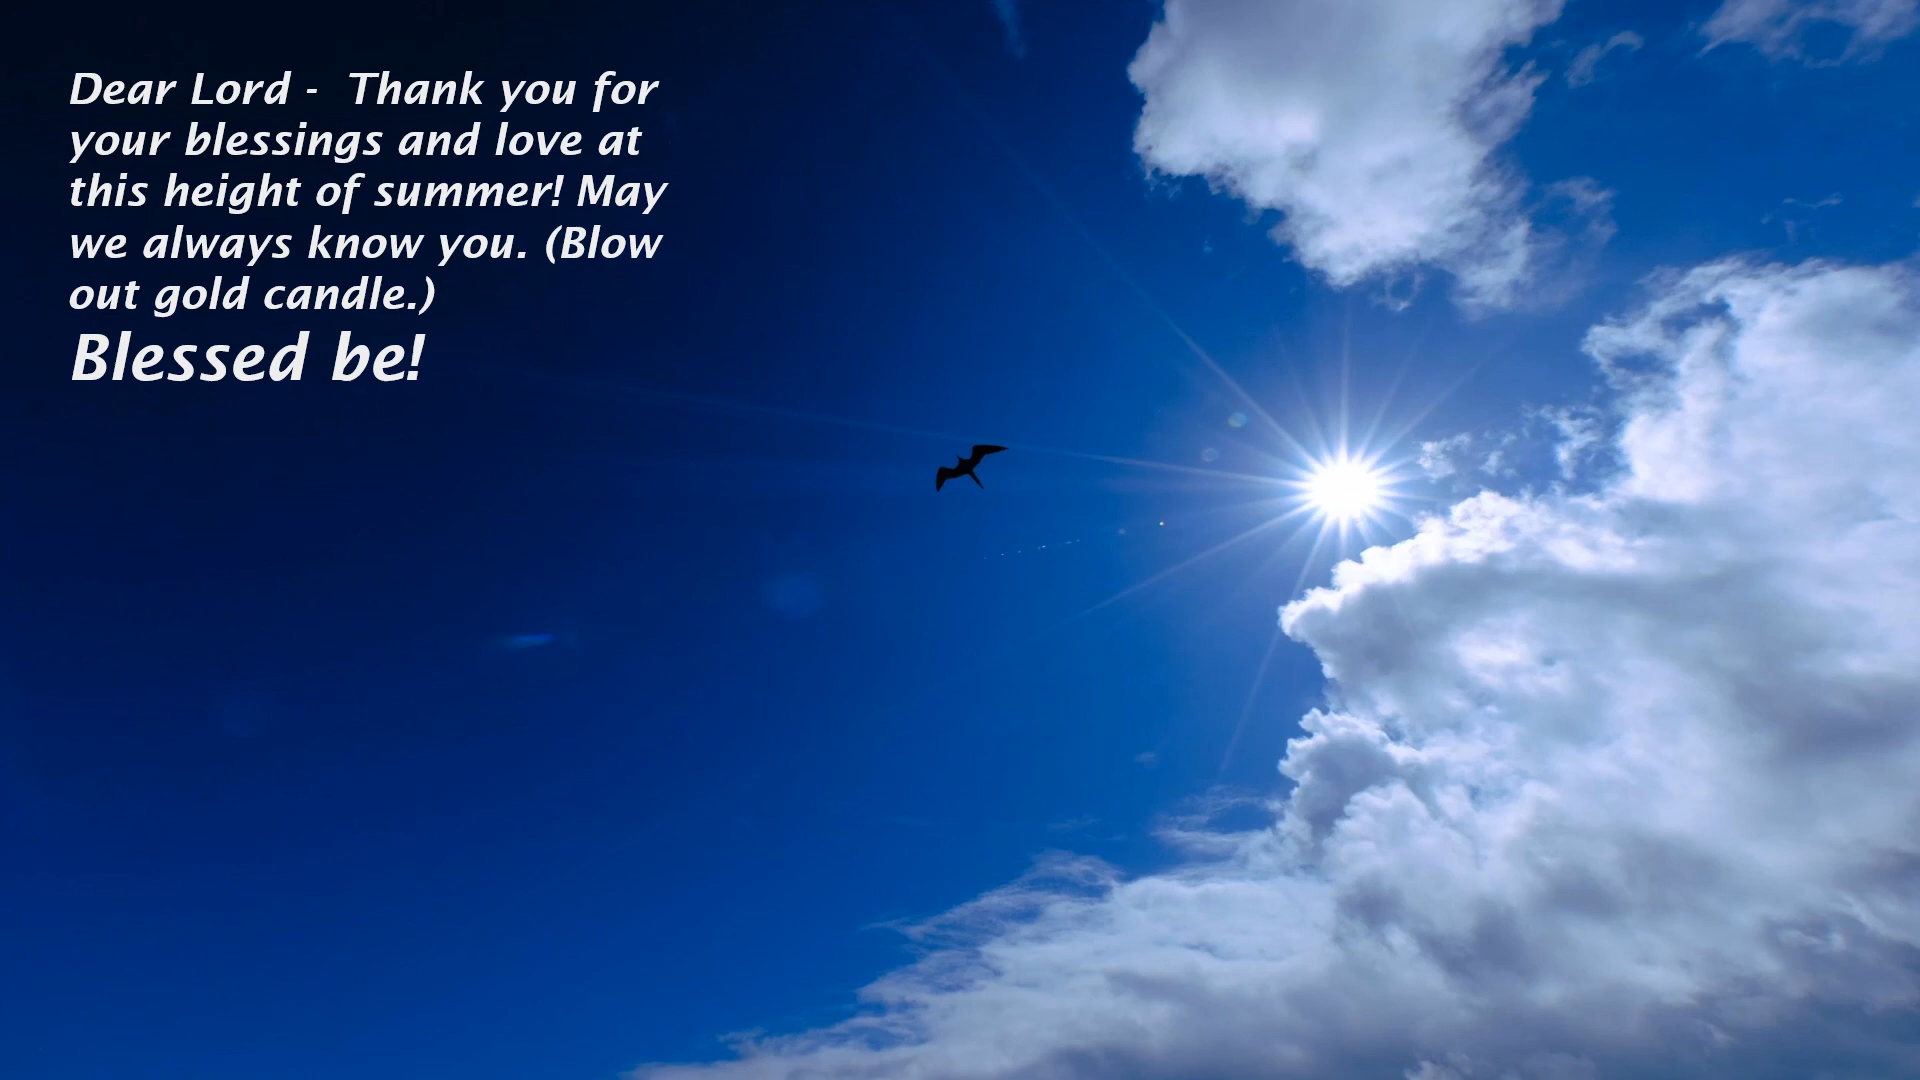 Dear Lord -  Thank you for
your blessings and love at
this height of summer! May
we always know you. (Blow
out gold candle.)
Blessed be!